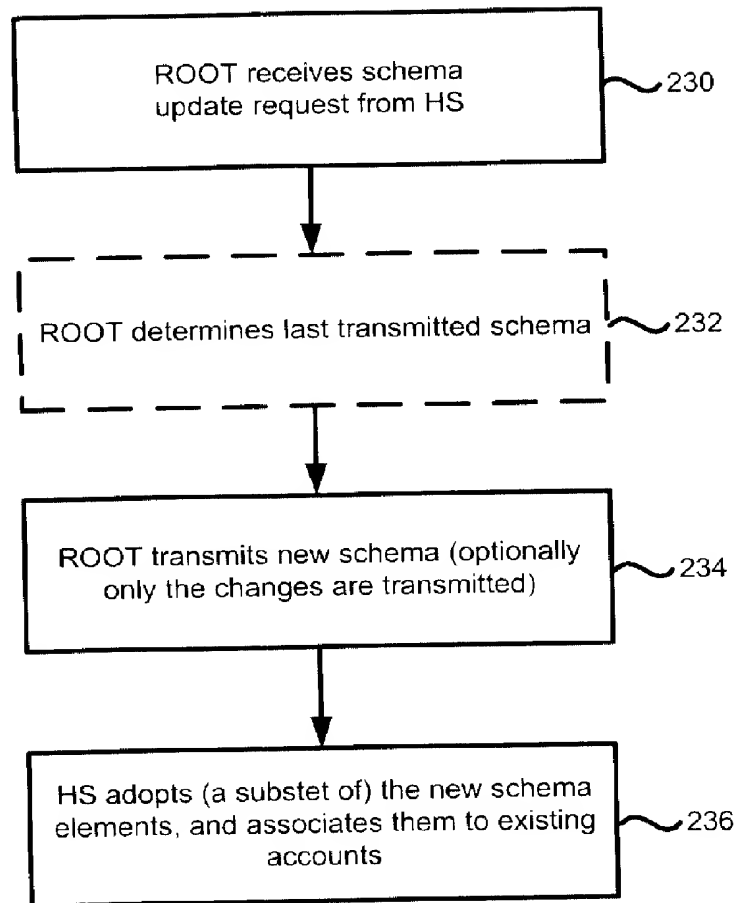 ROOT receives schema
update request from HS
230
ROOT determines last transmitted schema
232
ROOT transmits new schema (optionally
only the changes are transmitted)
234
HS adopts (a substet of) the new schema
elements, and associates them to existing
accounts
236